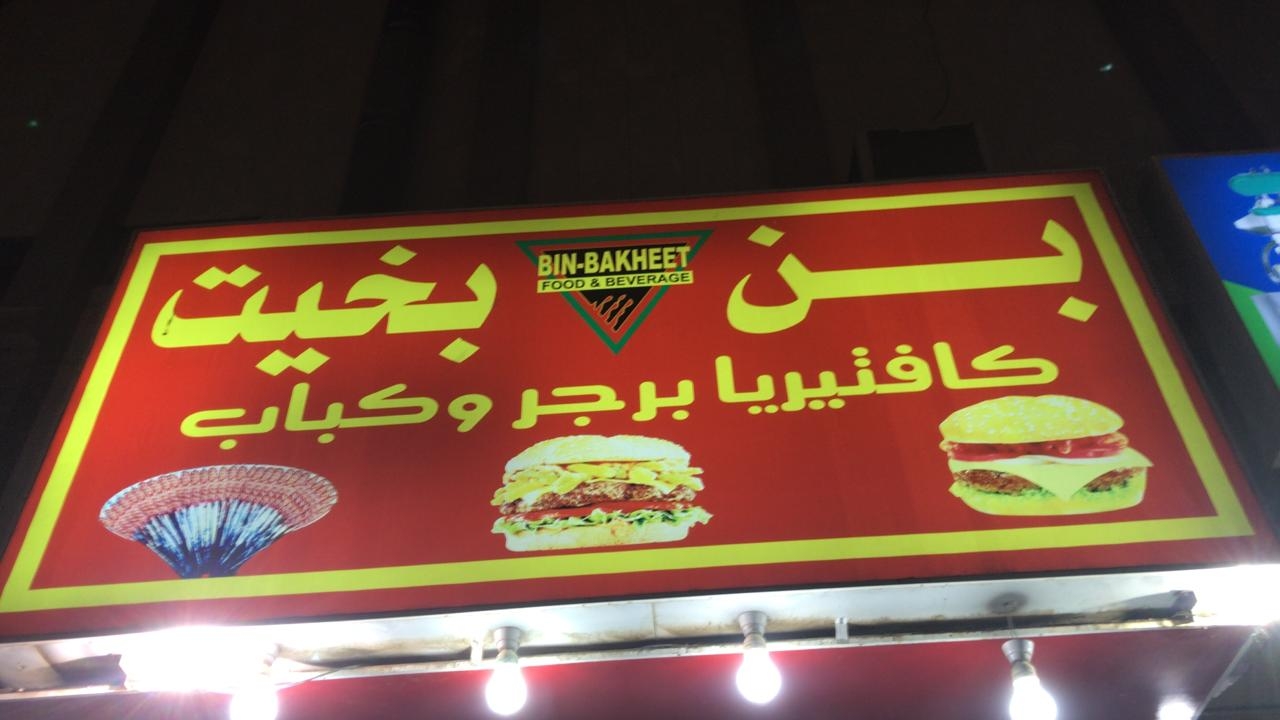 بن بخيت
BIN-BAKHEET
FOOD & BEVERAGE
كافتيريا برجر وكباب